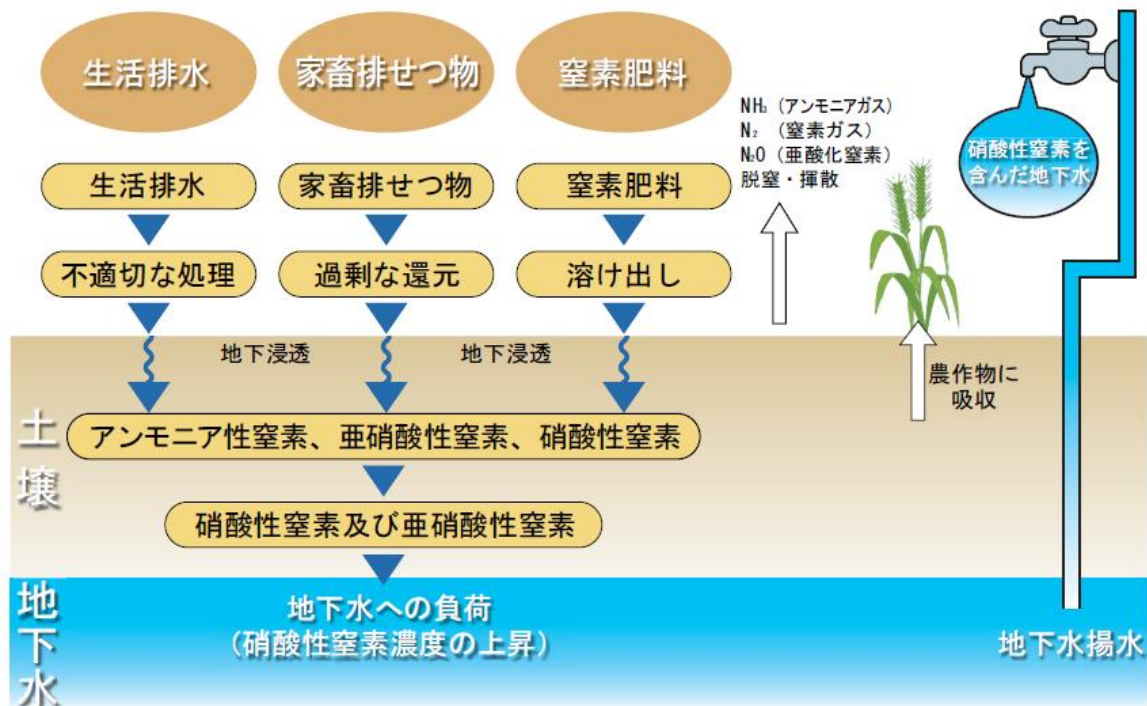 生活排水
家畜排せつ物
窒素肥料
生活排水
家畜排せつ物
窒素肥料
不適切な処理
過剰な還元
溶け出し
NH₃（アンモニアガス）
N₂（窒素ガス）
N₂O（亜酸化窒素）
脱窒・揮散
硝酸性窒素を
含んだ地下水
地下浸透
地下浸透
農作物に
吸収
土壌
アンモニア性窒素、亜硝酸性窒素、硝酸性窒素
硝酸性窒素及び亜硝酸性窒素
地下水
地下水への負荷
（硝酸性窒素濃度の上昇）
地下水揚水